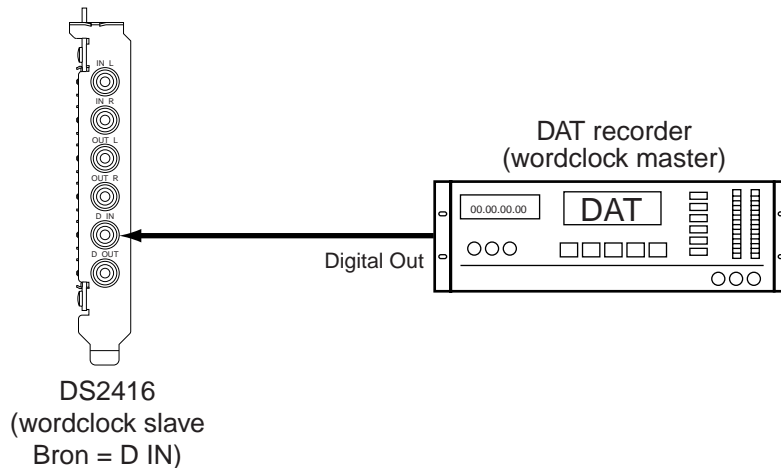 IN L
IN R
OUT L
OUT R
D IN
D OUT
DS2416
(wordclock slave
Bron = D IN)
Digital Out
DAT recorder
(wordclock master)
00.00.00.00
DAT